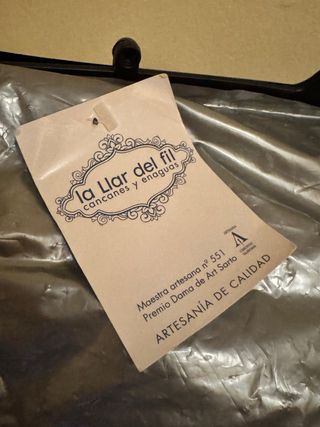 la Llar del fil
cancanes y enaguas
Maestra artesana nº 551
Premio Dama de Art Sarto
ARTESANÍA DE CALIDAD